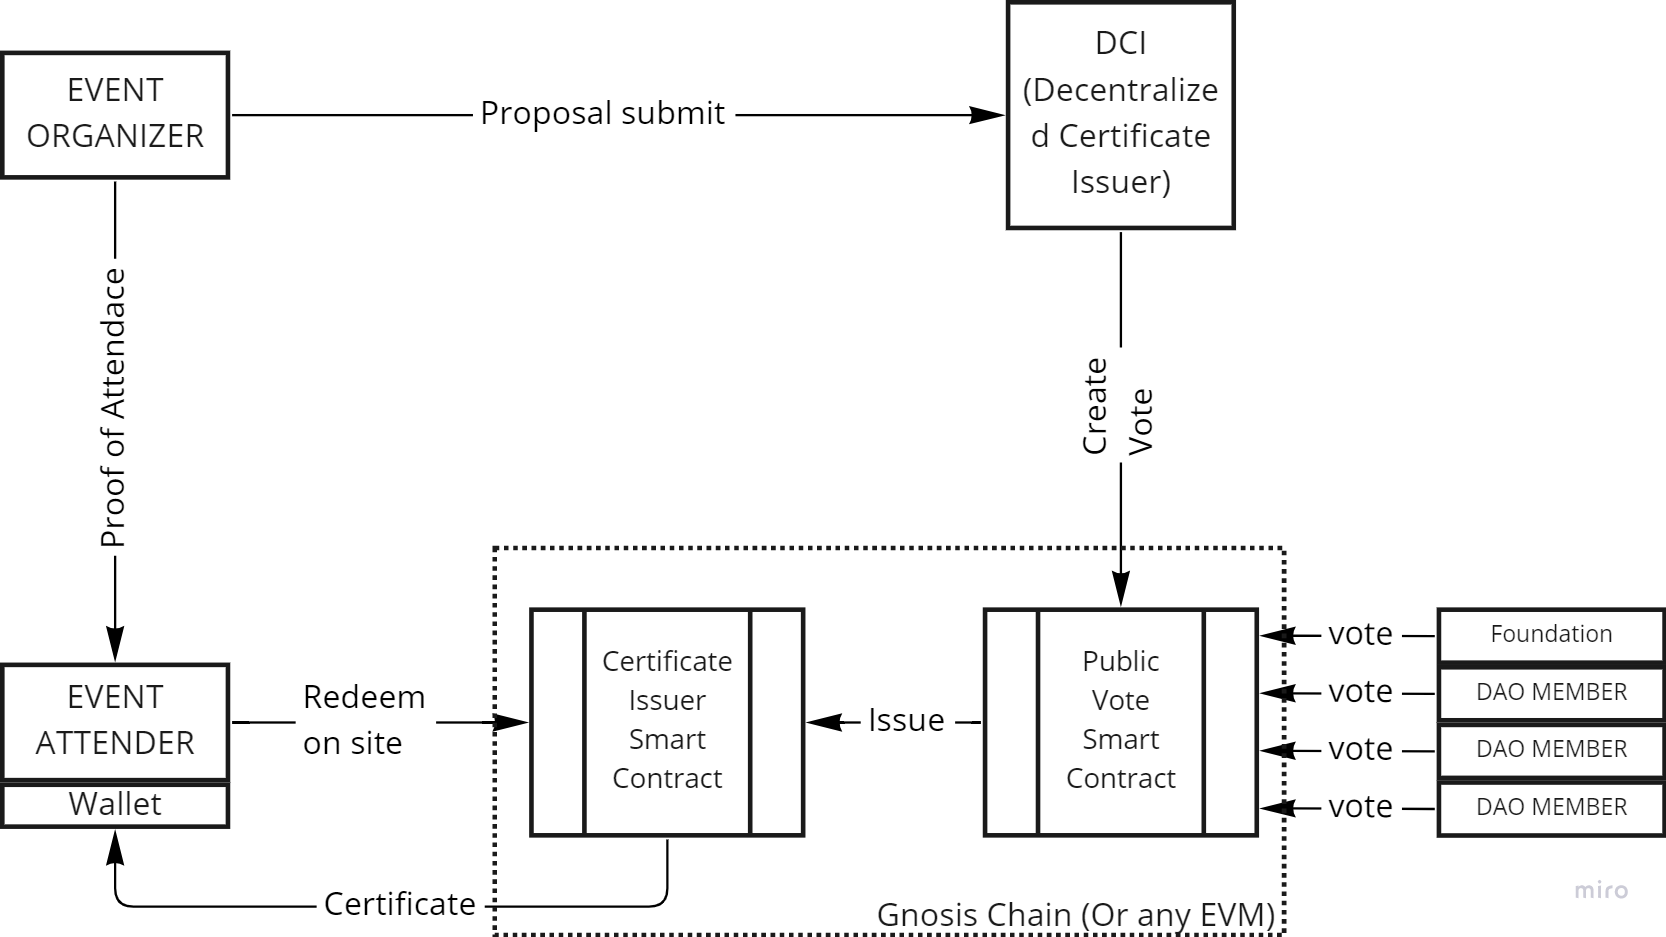 EVENT
ORGANIZER
Proposal submit
DCI
(Decentralize
d Certificate
Issuer)
Proof of Attendace
Create
Vote
EVENT
ATTENDER
Wallet
Redeem
on site
Certificate
Issuer
Smart
Contract
Issue
Public
Vote
Smart
Contract
vote
Foundation
vote
DAO MEMBER
vote
DAO MEMBER
vote
DAO MEMBER
Certificate
Gnosis Chain (Or any EVM)
miro